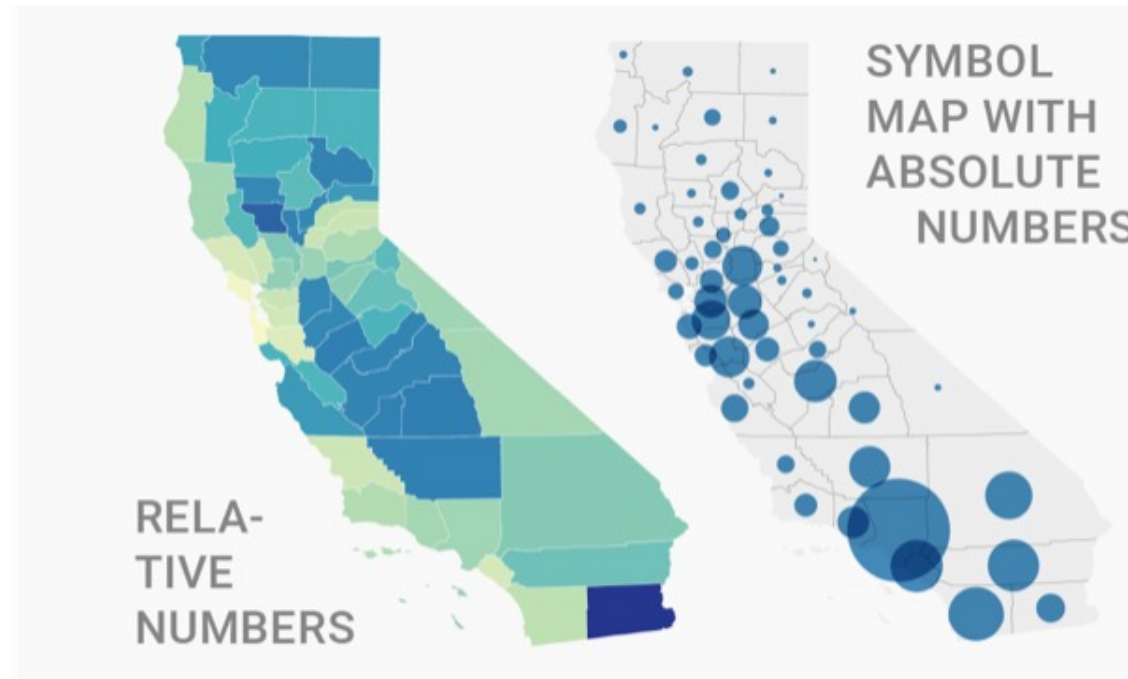 SYMBOL
MAP WITH
ABSOLUTE
NUMBERS
RELA-
TIVE
NUMBERS